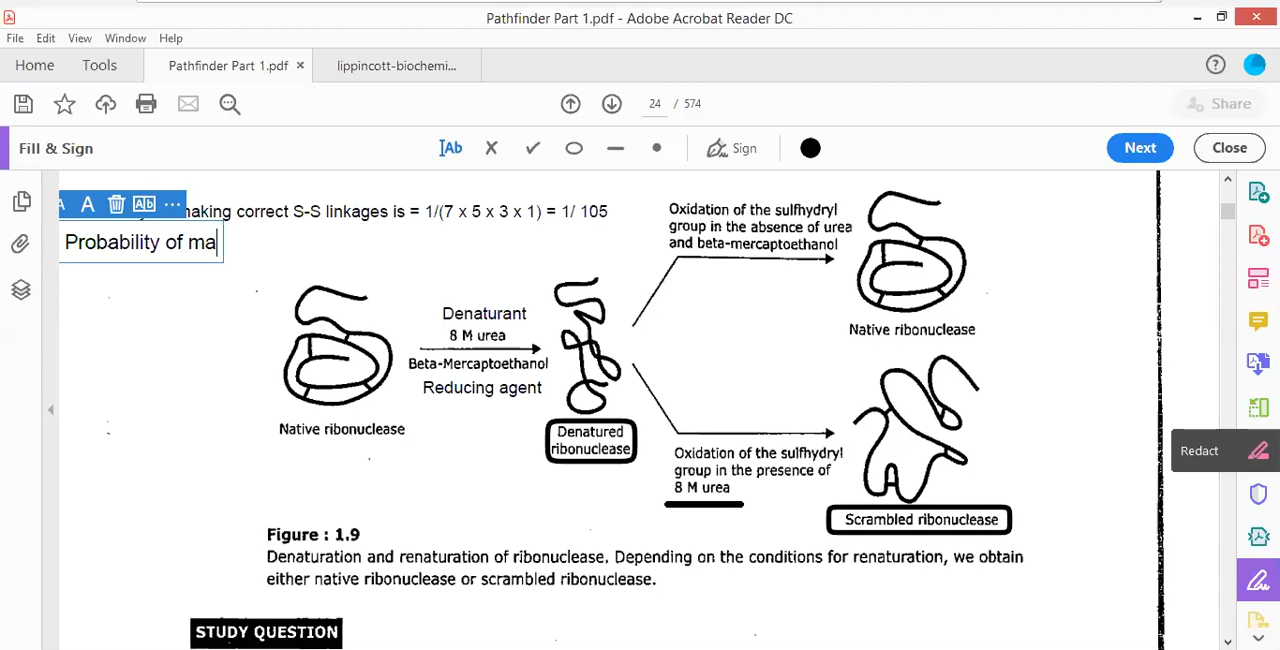 Pathfinder Part 1.pdf - Adobe Acrobat Reader DC
File Edit View Window Help
Home Tools Pathfinder Part 1.pdf × lippincott-biochemi...
24 / 574
Share
Fill & Sign
Ab
Sign
Next
Close
A Ab ...
making correct S-S linkages is = 1/(7 x 5 x 3 x 1) = 1/ 105
Probability of ma
Oxidation of the sulfhydryl
group in the absence of urea
and beta-mercaptoethanol
Native ribonuclease
Denaturant
8 M urea
Beta-Mercaptoethanol
Reducing agent
Native ribonuclease
Denatured
ribonuclease
Oxidation of the sulfhydryl
group in the presence of
8 M urea
Scrambled ribonuclease
Redact
Figure : 1.9
Denaturation and renaturation of ribonuclease. Depending on the conditions for renaturation, we obtain
either native ribonuclease or scrambled ribonuclease.
STUDY QUESTION